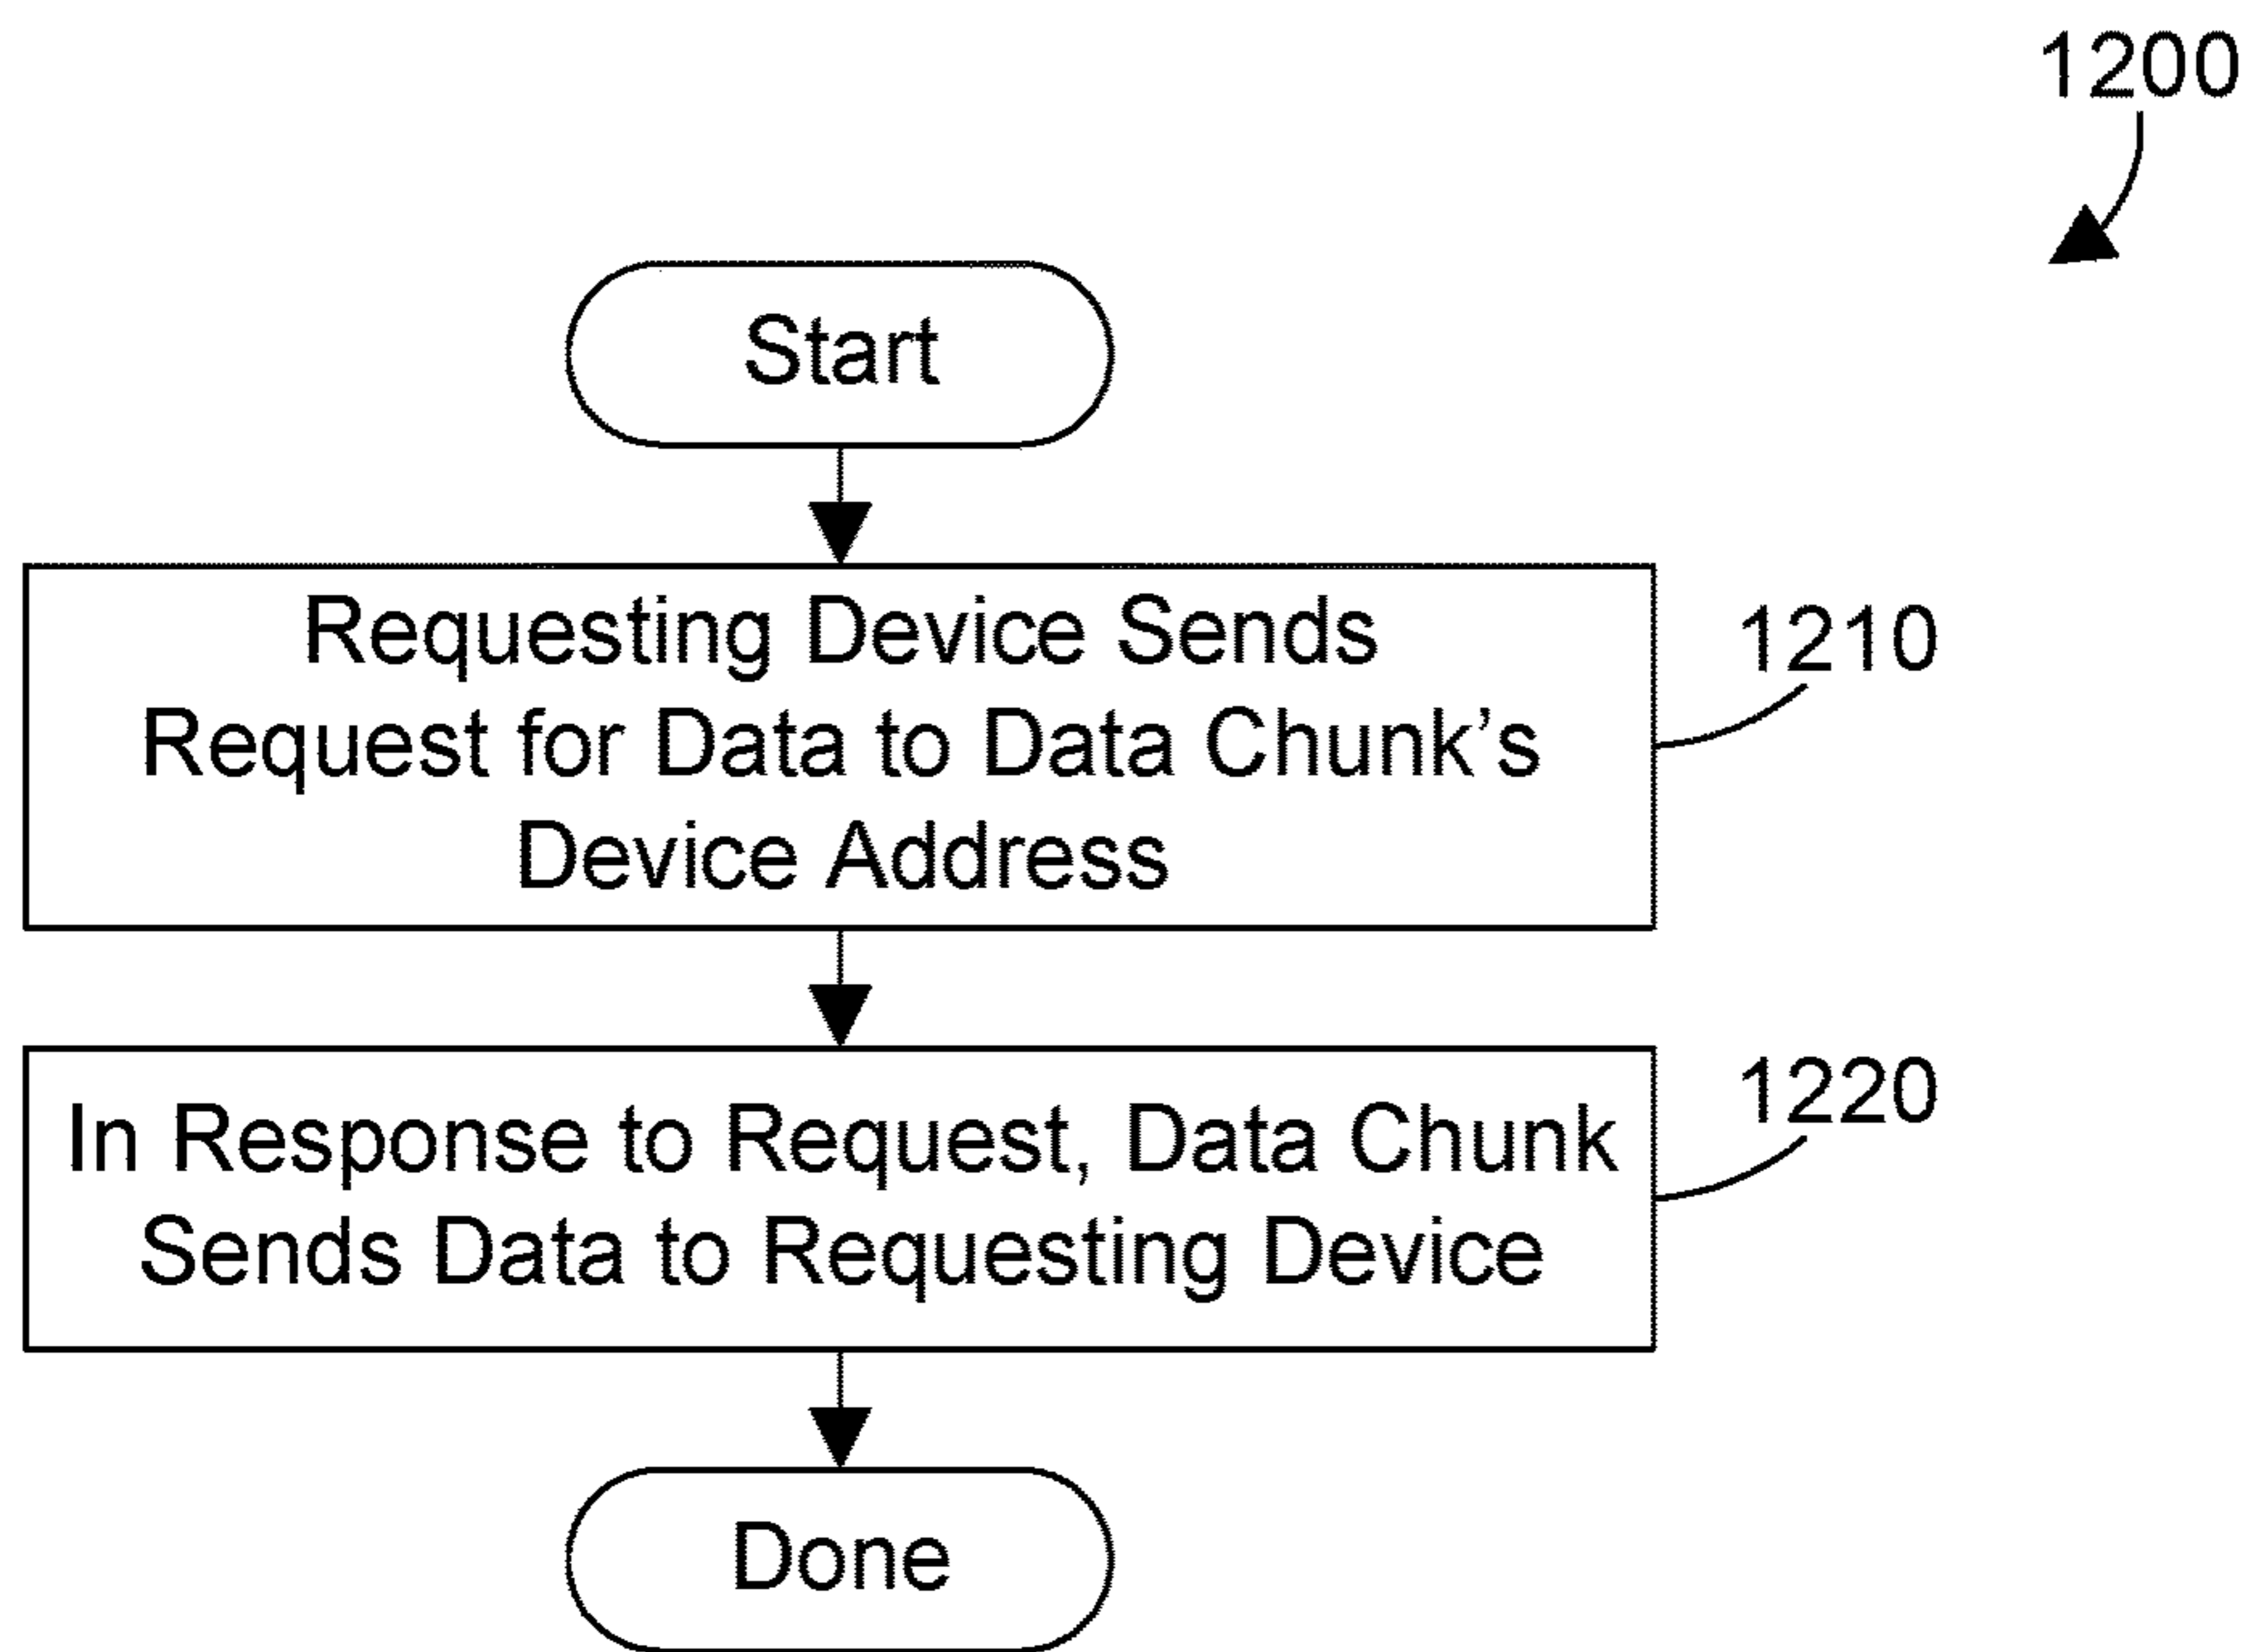 1200
Start
Requesting Device Sends
Request for Data to Data Chunk’s
Device Address
1210
In Response to Request, Data Chunk
Sends Data to Requesting Device
1220
Done